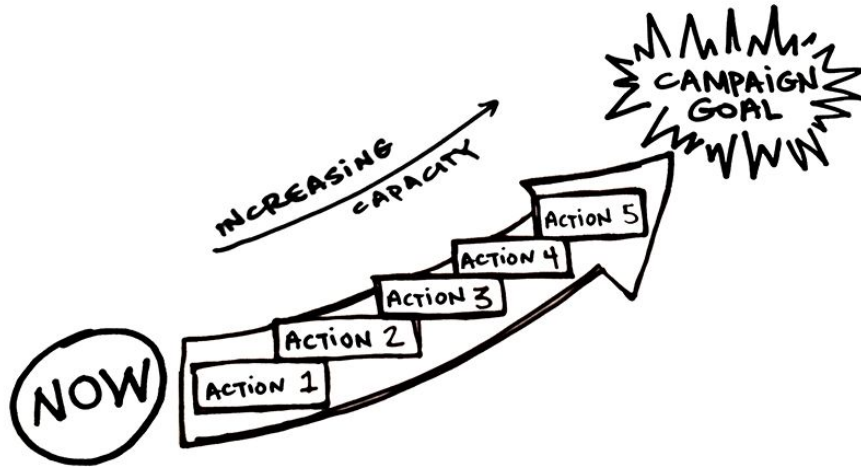 CAMPAIGN
GOAL
INCREASING
CAPACITY
ACTION 5
ACTION 4
ACTION 3
ACTION 2
ACTION 1
NOW